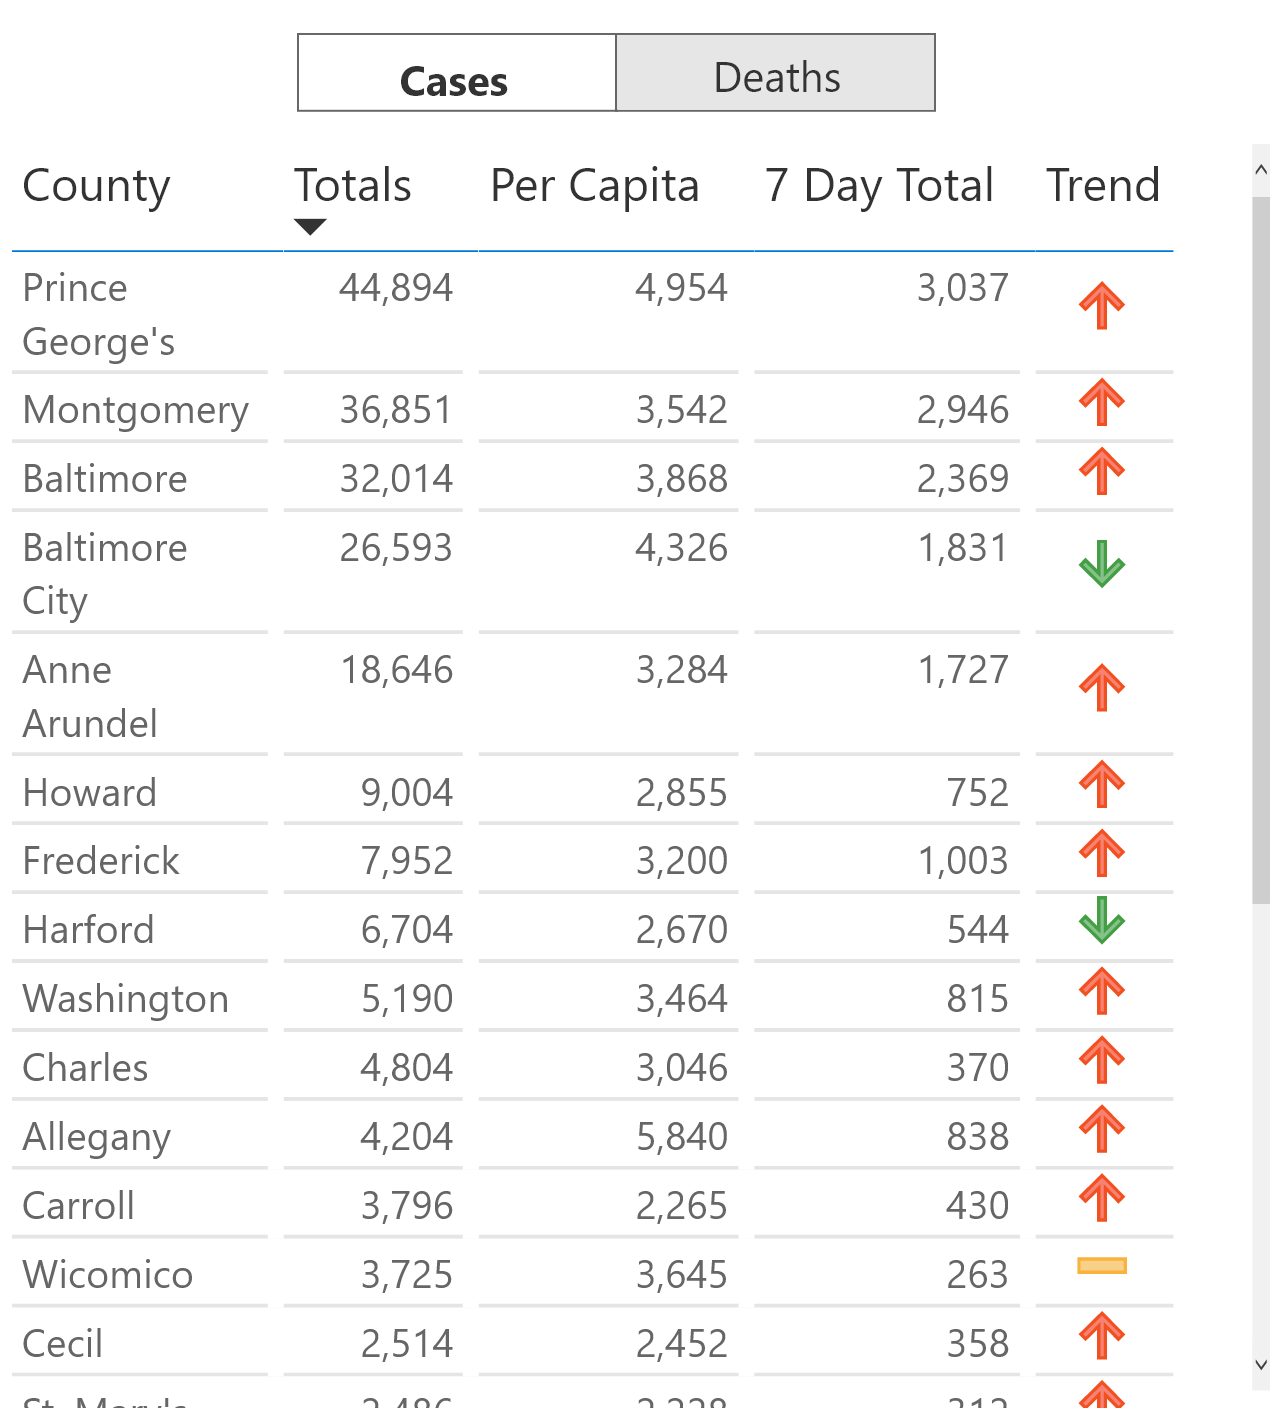 Cases Deaths
County Totals Per Capita 7 Day Total Trend
Prince 44,894 4,954 3,037
George's
Montgomery 36,851 3,542 2,946
Baltimore 32,014 3,868 2,369
Baltimore 26,593 4,326 1,831
City
Anne 18,646 3,284 1,727
Arundel
Howard 9,004 2,855 752
Frederick 7,952 3,200 1,003
Harford 6,704 2,670 544
Washington 5,190 3,464 815
Charles 4,804 3,046 370
Allegany 4,204 5,840 838
Carroll 3,796 2,265 430
Wicomico 3,725 3,645 263
Cecil 2,514 2,452 358
St. Mary's